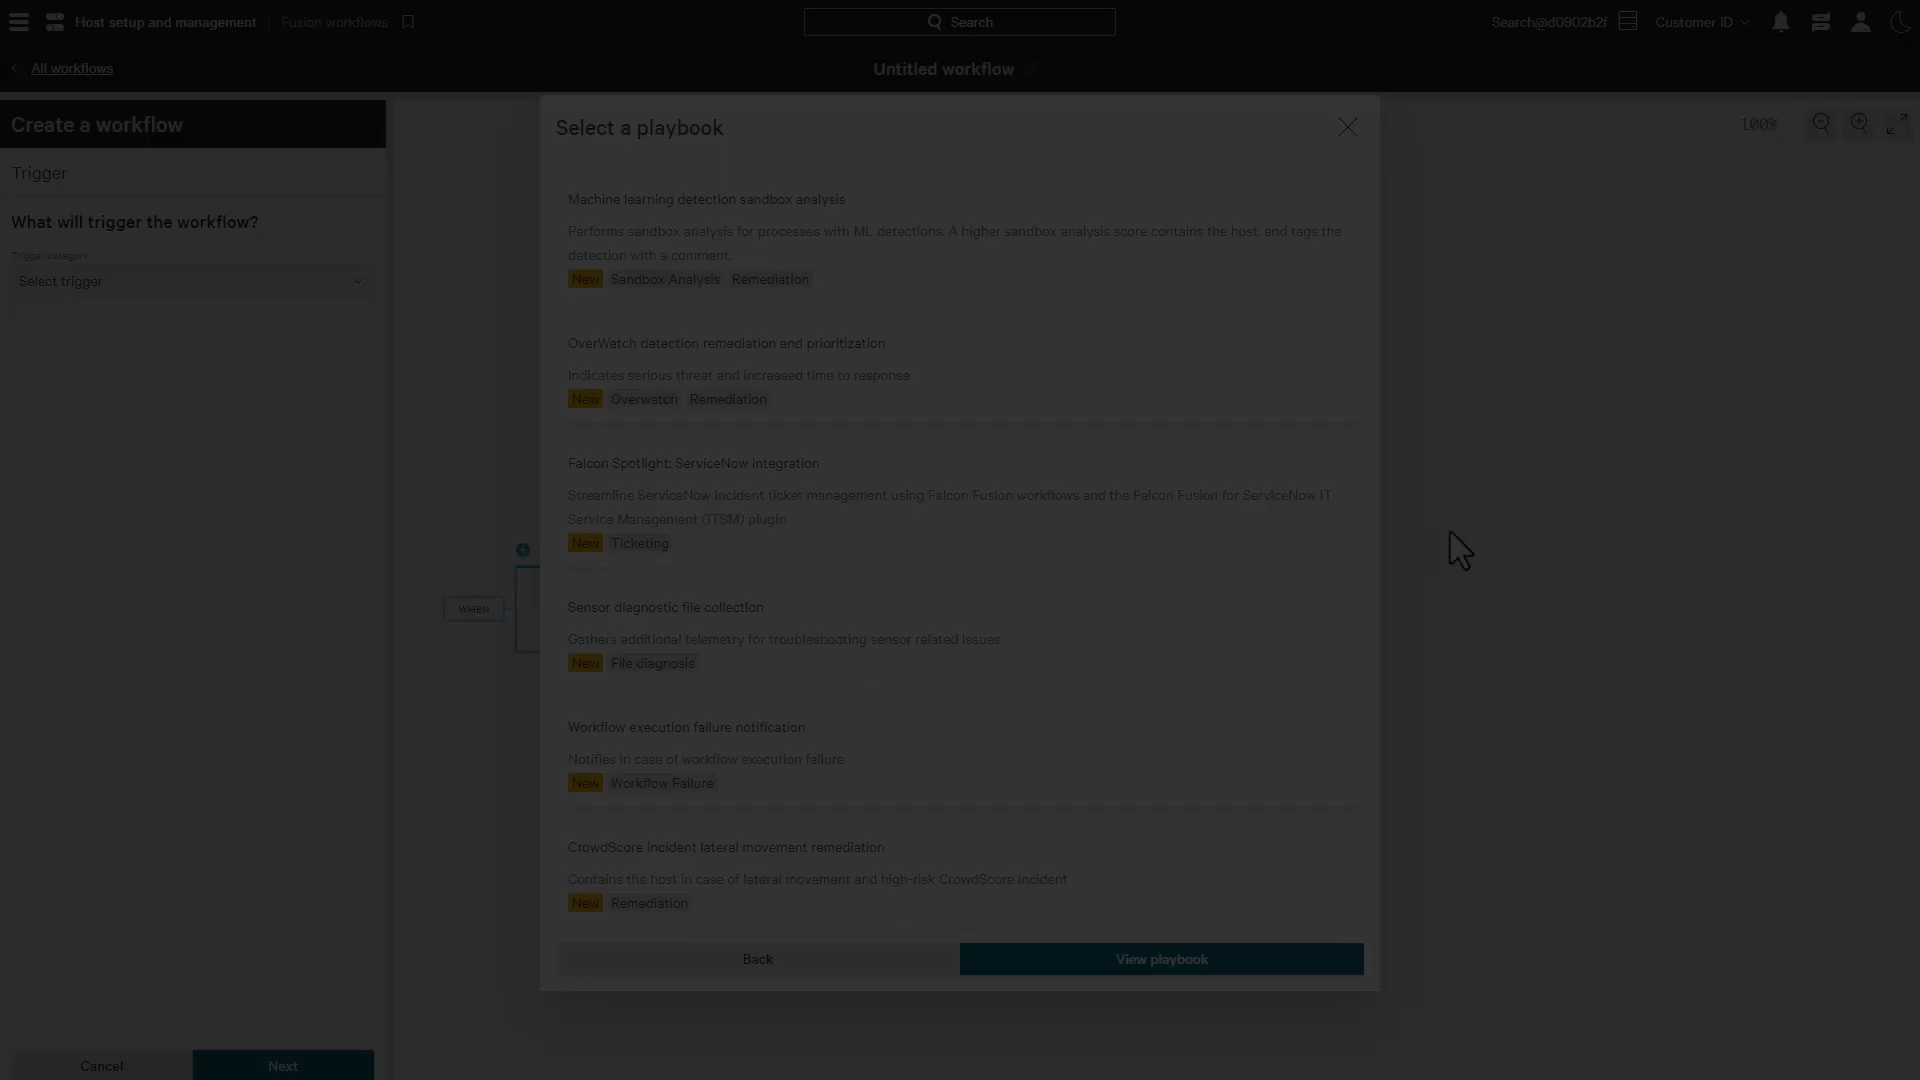 Host setup and management
Fusion workflows
Search
Search@d0902b2f
Customer ID
All workflows
Untitled workflow
Create a workflow
Trigger
What will trigger the workflow?
Trigger category
Select trigger
Cancel
Next
100%
WHEN
Select a playbook
Machine learning detection sandbox analysis
Performs sandbox analysis for processes with ML detections. A higher sandbox analysis score contains the host, and tags the
detection with a comment.
New Sandbox Analysis Remediation
OverWatch detection remediation and prioritization
Indicates serious threat and increased time to response
New Overwatch Remediation
Falcon Spotlight: ServiceNow integration
Streamline ServiceNow incident ticket management using Falcon Fusion workflows and the Falcon Fusion for ServiceNow IT
Service Management (ITSM) plugin
New Ticketing
Sensor diagnostic file collection
Gathers additional telemetry for troubleshooting sensor related issues
New File diagnosis
Workflow execution failure notification
Notifies in case of workflow execution failure
New Workflow Failure
CrowdScore incident lateral movement remediation
Contains the host in case of lateral movement and high-risk CrowdScore incident
New Remediation
Back
View playbook